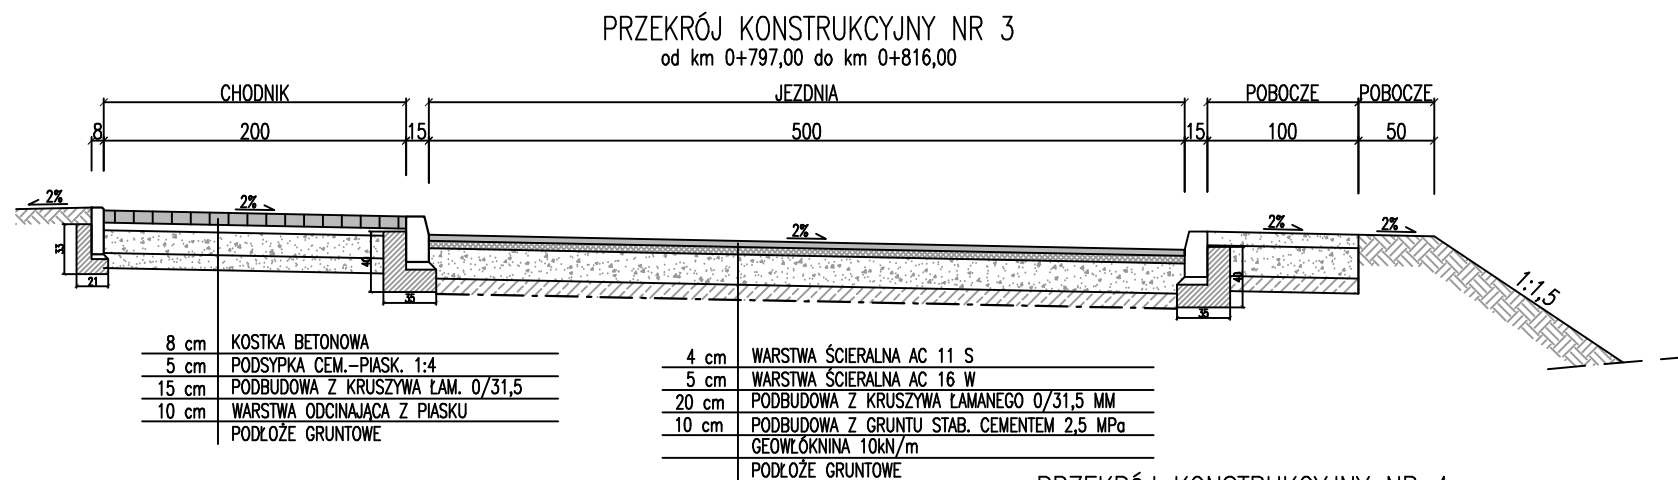 PRZEKRÓJ KONSTRUKCYJNY NR 3
od km 0+797,00 do km 0+816,00
CHODNIK JEZDNIA POBOCZE POBOCZE
8 200 15 500 15 100 50
2% 2% 2% 2% 2%
33 21 40 35 40 35
1:1,5
8 cm KOSTKA BETONOWA
5 cm PODSYPKA CEM.-PIASK. 1:4
15 cm PODBUDOWA Z KRUSZYWA ŁAM. 0/31,5
10 cm WARSTWA ODCINAJĄCA Z PIASKU
PODŁOŻE GRUNTOWE
4 cm WARSTWA ŚCIERALNA AC 11 S
5 cm WARSTWA ŚCIERALNA AC 16 W
20 cm PODBUDOWA Z KRUSZYWA ŁAMANEGO 0/31,5 MM
10 cm PODBUDOWA Z GRUNTU STAB. CEMENTEM 2,5 MPa
GEOWŁÓKNINA 10kN/m
PODŁOŻE GRUNTOWE
PRZEKRÓJ KONSTRUKCYJNY NR 4